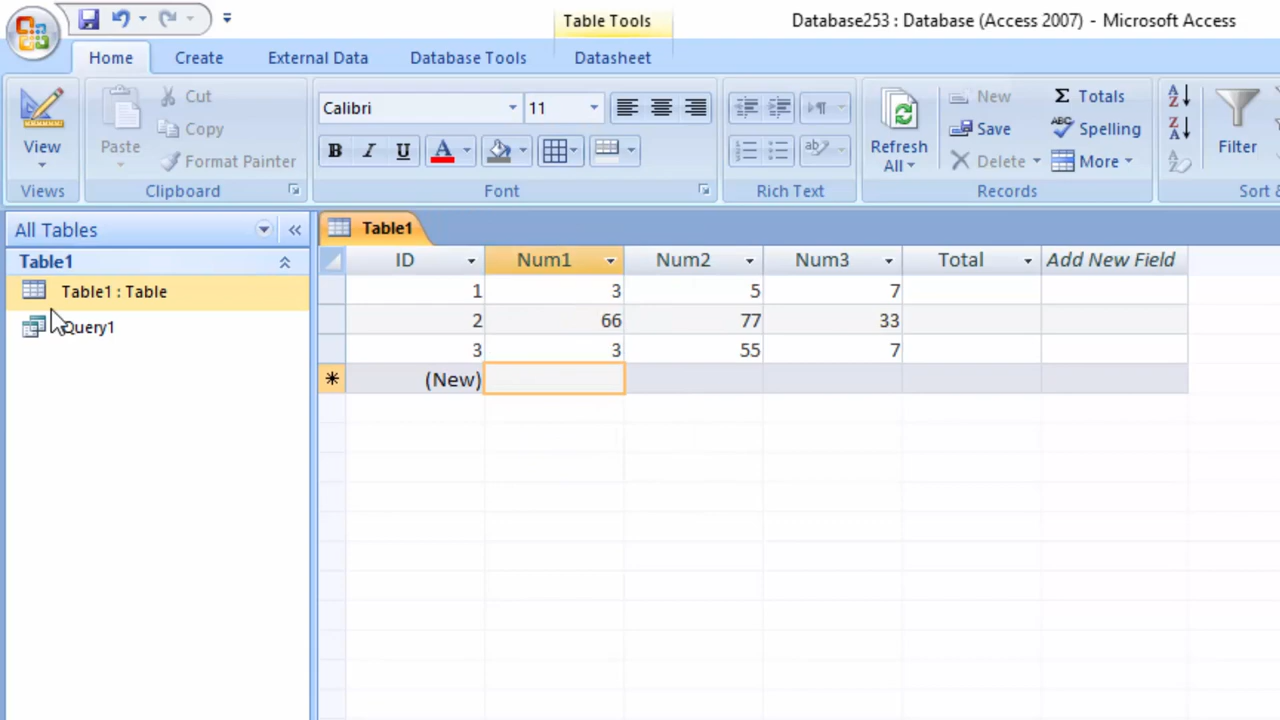 Table Tools
Database253 : Database (Access 2007) - Microsoft Access
Home Create External Data Database Tools Datasheet
View
Views
Paste
Cut
Copy
Format Painter
Clipboard
Calibri 11
B I U A
Font
ab
Rich Text
Refresh All
New
Save
Delete
Σ Totals
ABC Spelling
More
Records
A Z
Z A
Filter
Sort &
All Tables
Table1
Table1 : Table
Query1
Table1
ID Num1 Num2 Num3 Total Add New Field
1 3 5 7
2 66 77 33
3 3 55 7
(New)